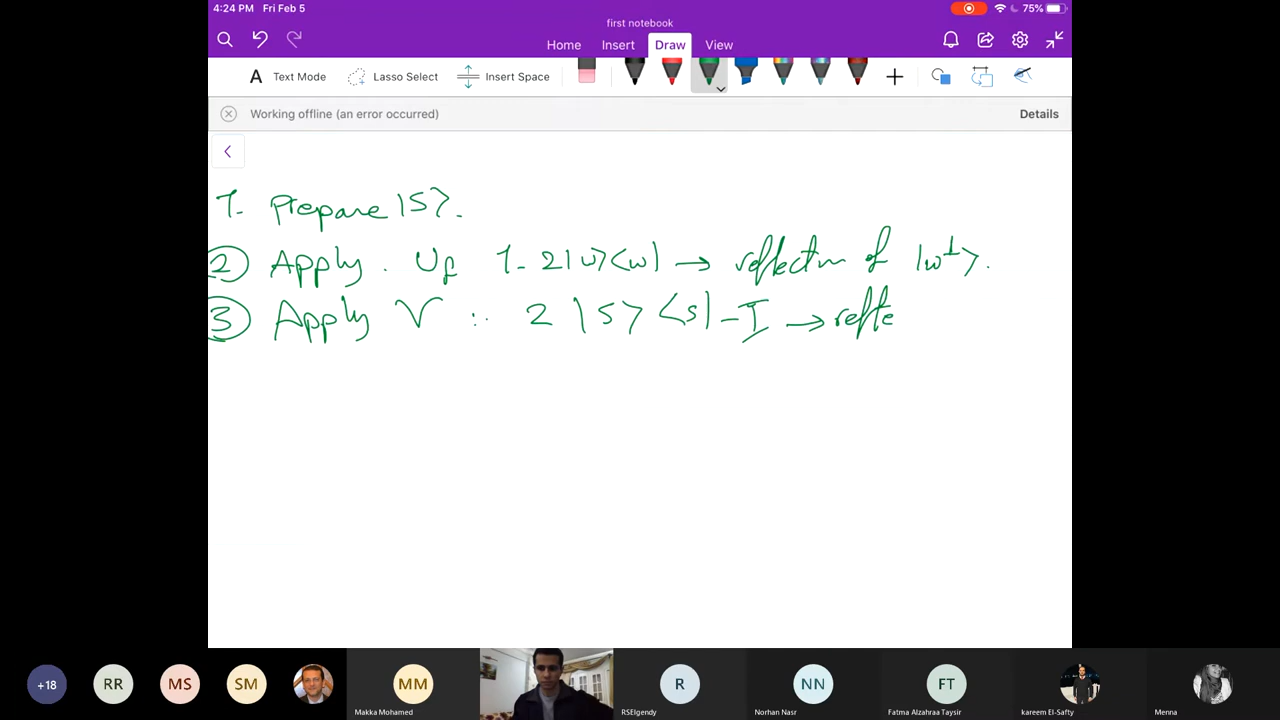 4:24 PM Fri Feb 5
75%
first notebook
Home Insert Draw View
A Text Mode Lasso Select Insert Space
Working offline (an error occurred) Details
1. Prepare |S>.
2 Apply. Uf 1-2|w><w| → reflection of |w⊥>.
3 Apply V : 2 |S> <S| - I → refle
+18 RR MS SM MM R NN FT
Makka Mohamed RSElgendy Norhan Nasr Fatma Alzahraa Taysir kareem El-Safty Menna